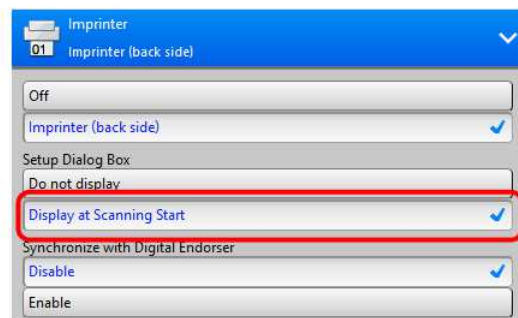 Imprinter
01
Imprinter (back side)
Off
Imprinter (back side)
Setup Dialog Box
Do not display
Display at Scanning Start
Synchronize with Digital Endorser
Disable
Enable